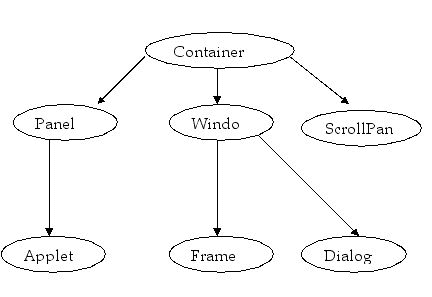 Container
Panel
Windo
ScrollPan
Applet
Frame
Dialog